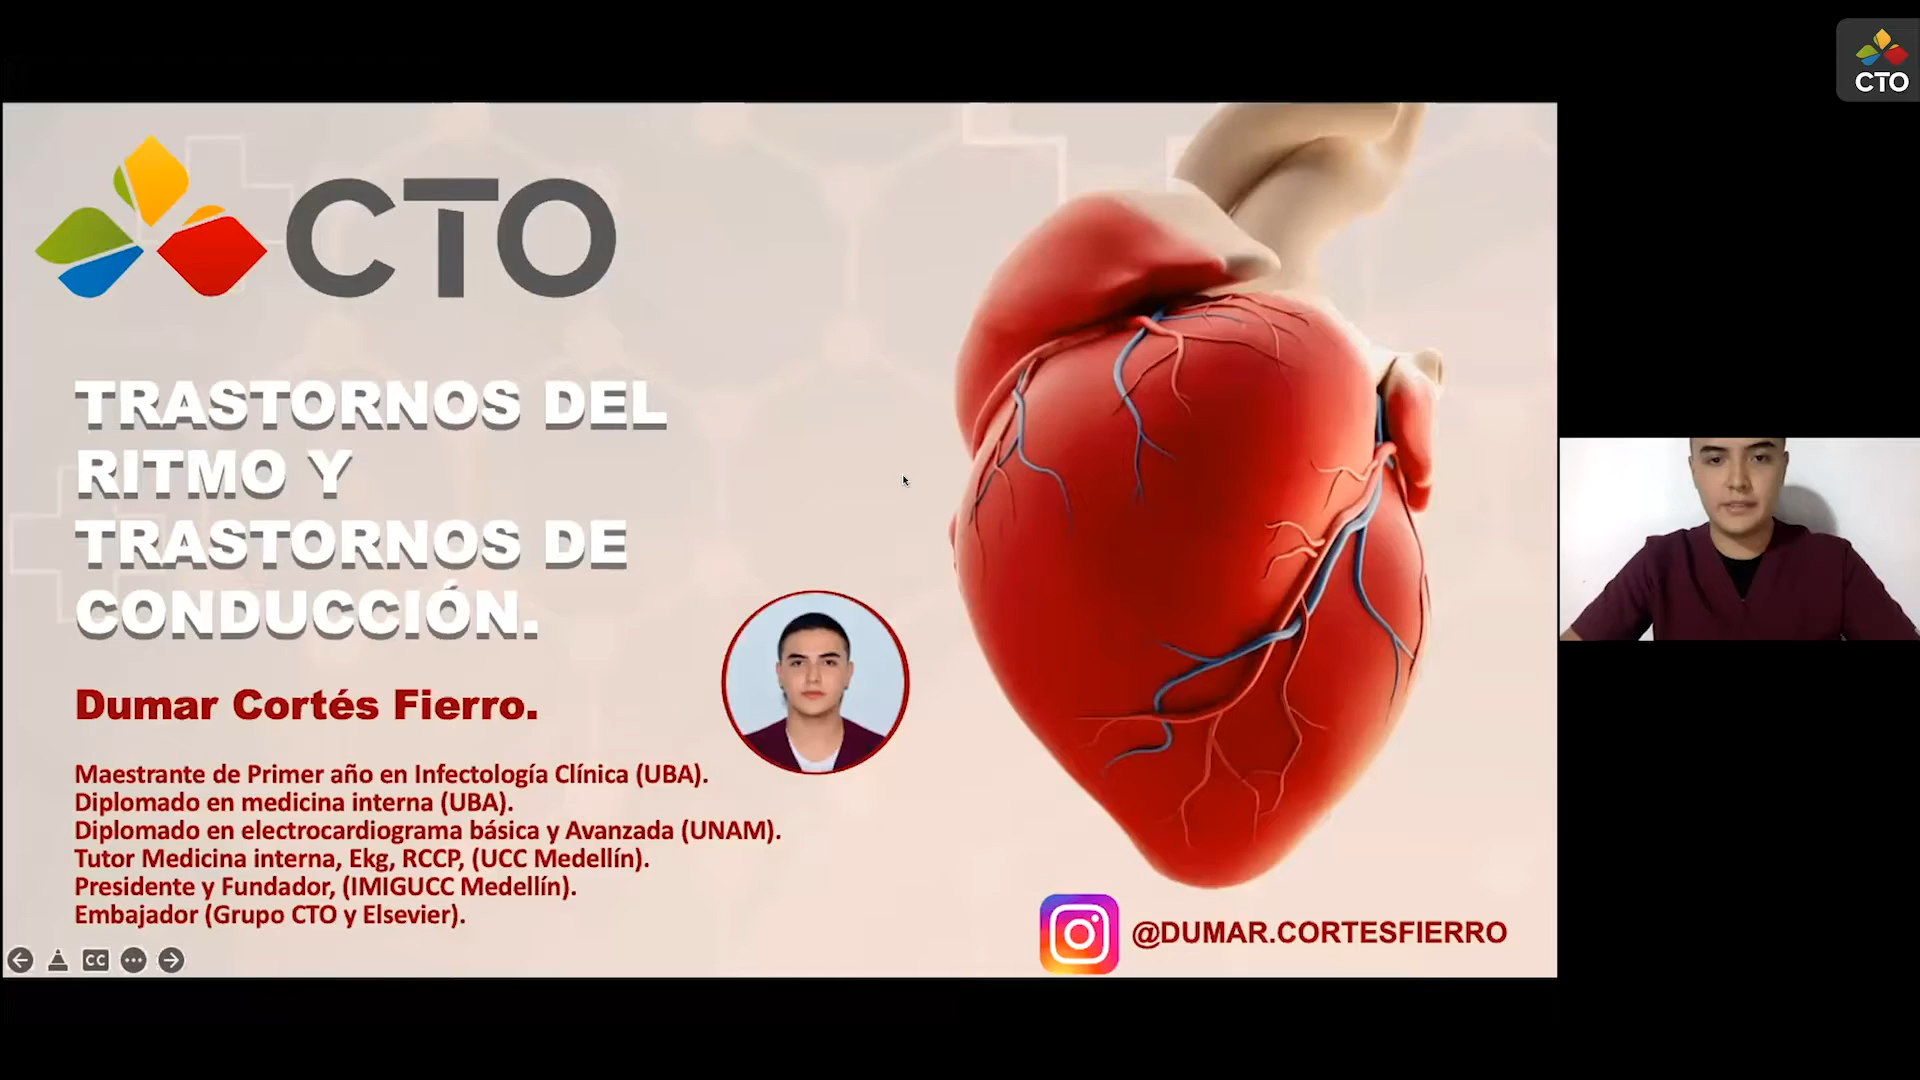 CTO
CTO
TRASTORNOS DEL
RITMO Y
TRASTORNOS DE
CONDUCCIÓN.
Dumar Cortés Fierro.
Maestrante de Primer año en Infectología Clínica (UBA).
Diplomado en medicina interna (UBA).
Diplomado en electrocardiograma básica y Avanzada (UNAM).
Tutor Medicina interna, Ekg, RCCP, (UCC Medellín).
Presidente y Fundador, (IMIGUCC Medellín).
Embajador (Grupo CTO y Elsevier).
@DUMAR.CORTESFIERRO
CC